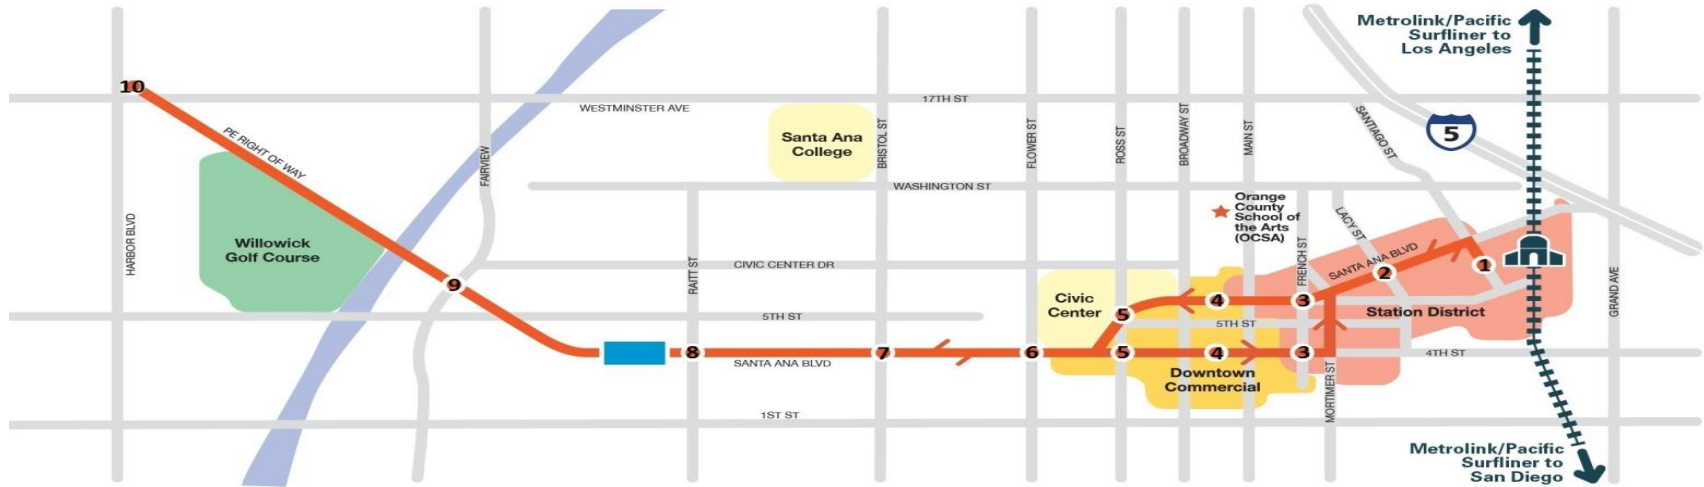 Metrolink/Pacific
Surfliner to
Los Angeles
10
WESTMINSTER AVE
17TH ST
PE RIGHT OF WAY
HARBOR BLVD
FAIRVIEW
Santa Ana
College
BRISTOL ST
FLOWER ST
ROSS ST
BROADWAY ST
MAIN ST
SANTIAGO ST
5
WASHINGTON ST
Orange
County
School of
the Arts
(OCSA)
LACY ST
FRENCH ST
Willowick
Golf Course
RAITT ST
CIVIC CENTER DR
SANTA ANA BLVD
1
2
9
Civic
Center
4
3
5
5TH ST
5TH ST
Station District
GRAND AVE
8
7
6
5
4
3
SANTA ANA BLVD
4TH ST
Downtown
Commercial
MORTIMER ST
1ST ST
Metrolink/Pacific
Surfliner to
San Diego